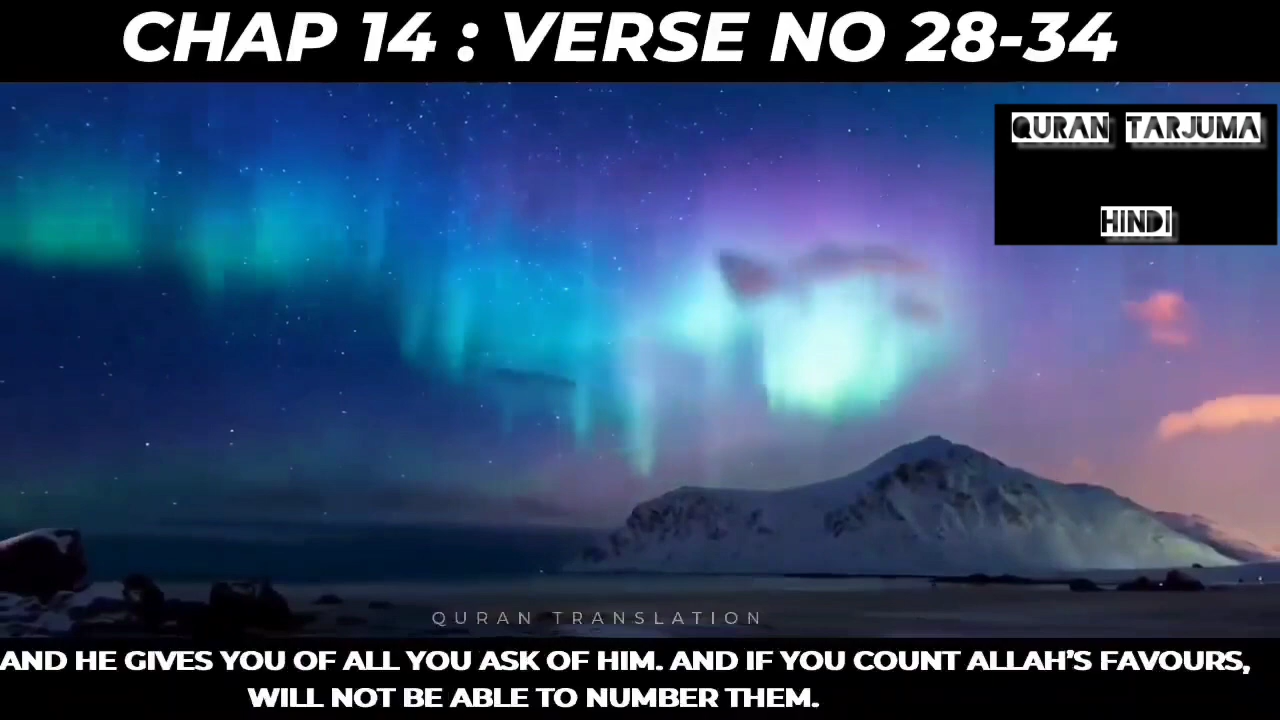 CHAP 14 : VERSE NO 28-34
QURAN TARJUMA
HINDI
QURAN TRANSLATION
AND HE GIVES YOU OF ALL YOU ASK OF HIM. AND IF YOU COUNT ALLAH’S FAVOURS,
WILL NOT BE ABLE TO NUMBER THEM.